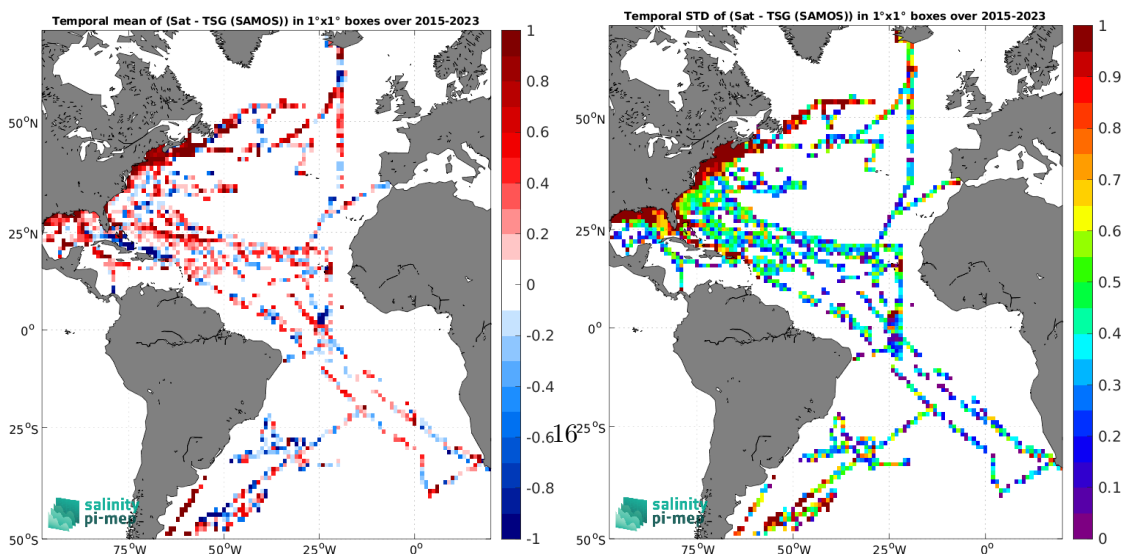 Temporal mean of (Sat - TSG (SAMOS)) in 1°x1° boxes over 2015-2023
50°N
25°N
0°
25°S
50°S
75°W
50°W
25°W
0°
1
0.8
0.6
0.4
0.2
0
-0.2
-0.4
-0.6
-0.8
-1
salinity
pi-mep
16
Temporal STD of (Sat - TSG (SAMOS)) in 1°x1° boxes over 2015-2023
50°N
25°N
0°
25°S
50°S
75°W
50°W
25°W
0°
1
0.9
0.8
0.7
0.6
0.5
0.4
0.3
0.2
0.1
0
salinity
pi-mep